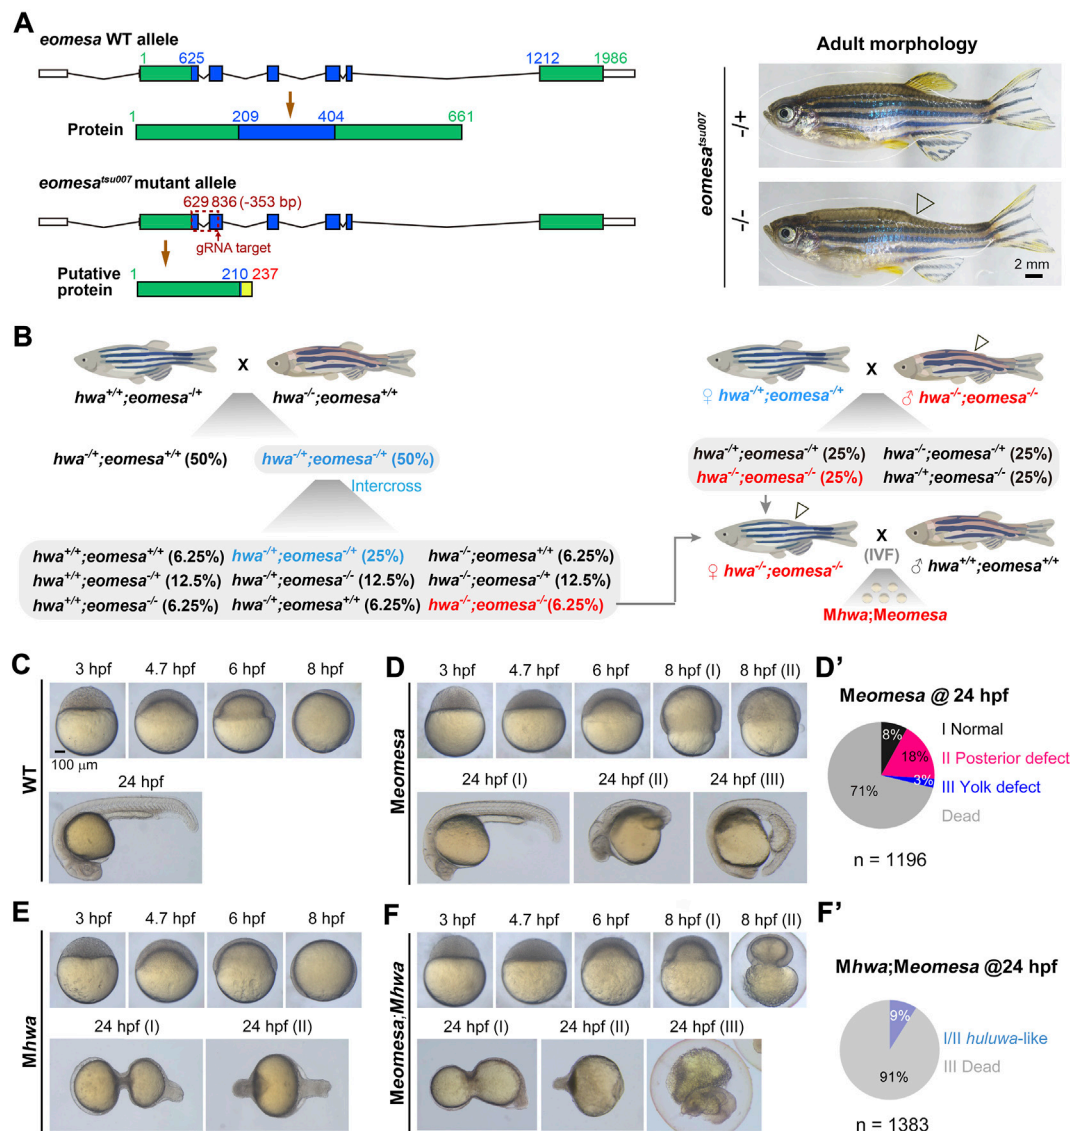 A
eomesa WT allele
1 625 1212 1986
Protein
1 209 404 661
eomesa^tsu007 mutant allele
629 836 (-353 bp)
gRNA target
Putative protein
1 210 237
Adult morphology
eomesa^tsu007
-/+
-/-
2 mm
B
X
hwa+/+;eomesa-/+ hwa-/-;eomesa+/+
hwa-/+;eomesa+/+ (50%) hwa-/+;eomesa-/+ (50%)
Intercross
hwa+/+;eomesa+/+ (6.25%) hwa-/+;eomesa-/+ (25%) hwa-/-;eomesa+/+ (6.25%)
hwa+/+;eomesa-/+ (12.5%) hwa-/+;eomesa-/- (12.5%) hwa-/-;eomesa-/+ (12.5%)
hwa+/+;eomesa-/- (6.25%) hwa-/+;eomesa+/+ (6.25%) hwa-/-;eomesa-/-(6.25%)
X
♀ hwa-/+;eomesa-/+ ♂ hwa-/-;eomesa-/-
hwa-/+;eomesa-/+ (25%) hwa-/-;eomesa-/+ (25%)
hwa-/-;eomesa-/- (25%) hwa-/+;eomesa-/- (25%)
X
(IVF)
♀ hwa-/-;eomesa-/- ♂ hwa+/+;eomesa+/+
Mhwa;Meomesa
C
3 hpf 4.7 hpf 6 hpf 8 hpf
100 µm
24 hpf
WT
D
3 hpf 4.7 hpf 6 hpf 8 hpf (I) 8 hpf (II)
24 hpf (I) 24 hpf (II) 24 hpf (III)
Meomesa
D’
Meomesa @ 24 hpf
8%
18%
3%
71%
I Normal
II Posterior defect
III Yolk defect
Dead
n = 1196
E
3 hpf 4.7 hpf 6 hpf 8 hpf
24 hpf (I) 24 hpf (II)
Mhwa
F
3 hpf 4.7 hpf 6 hpf 8 hpf (I) 8 hpf (II)
24 hpf (I) 24 hpf (II) 24 hpf (III)
Meomesa;Mhwa
F’
Mhwa;Meomesa @24 hpf
9%
91%
I/II huluwa-like
III Dead
n = 1383